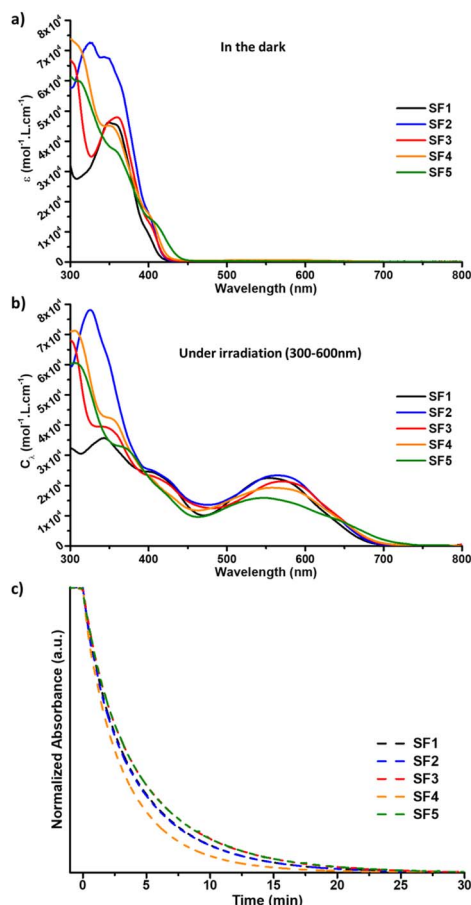 a)
In the dark
8x10⁴
7x10⁴
6x10⁴
5x10⁴
4x10⁴
3x10⁴
2x10⁴
1x10⁴
0
ε (mol⁻¹.L.cm⁻¹)
SF1
SF2
SF3
SF4
SF5
300 400 500 600 700 800
Wavelength (nm)
b)
Under irradiation (300-600nm)
8x10⁴
7x10⁴
6x10⁴
5x10⁴
4x10⁴
3x10⁴
2x10⁴
1x10⁴
0
Cλ (mol⁻¹.L.cm⁻¹)
SF1
SF2
SF3
SF4
SF5
300 400 500 600 700 800
Wavelength (nm)
c)
Normalized Absorbance (a.u.)
SF1
SF2
SF3
SF4
SF5
0 5 10 15 20 25 30
Time (min)